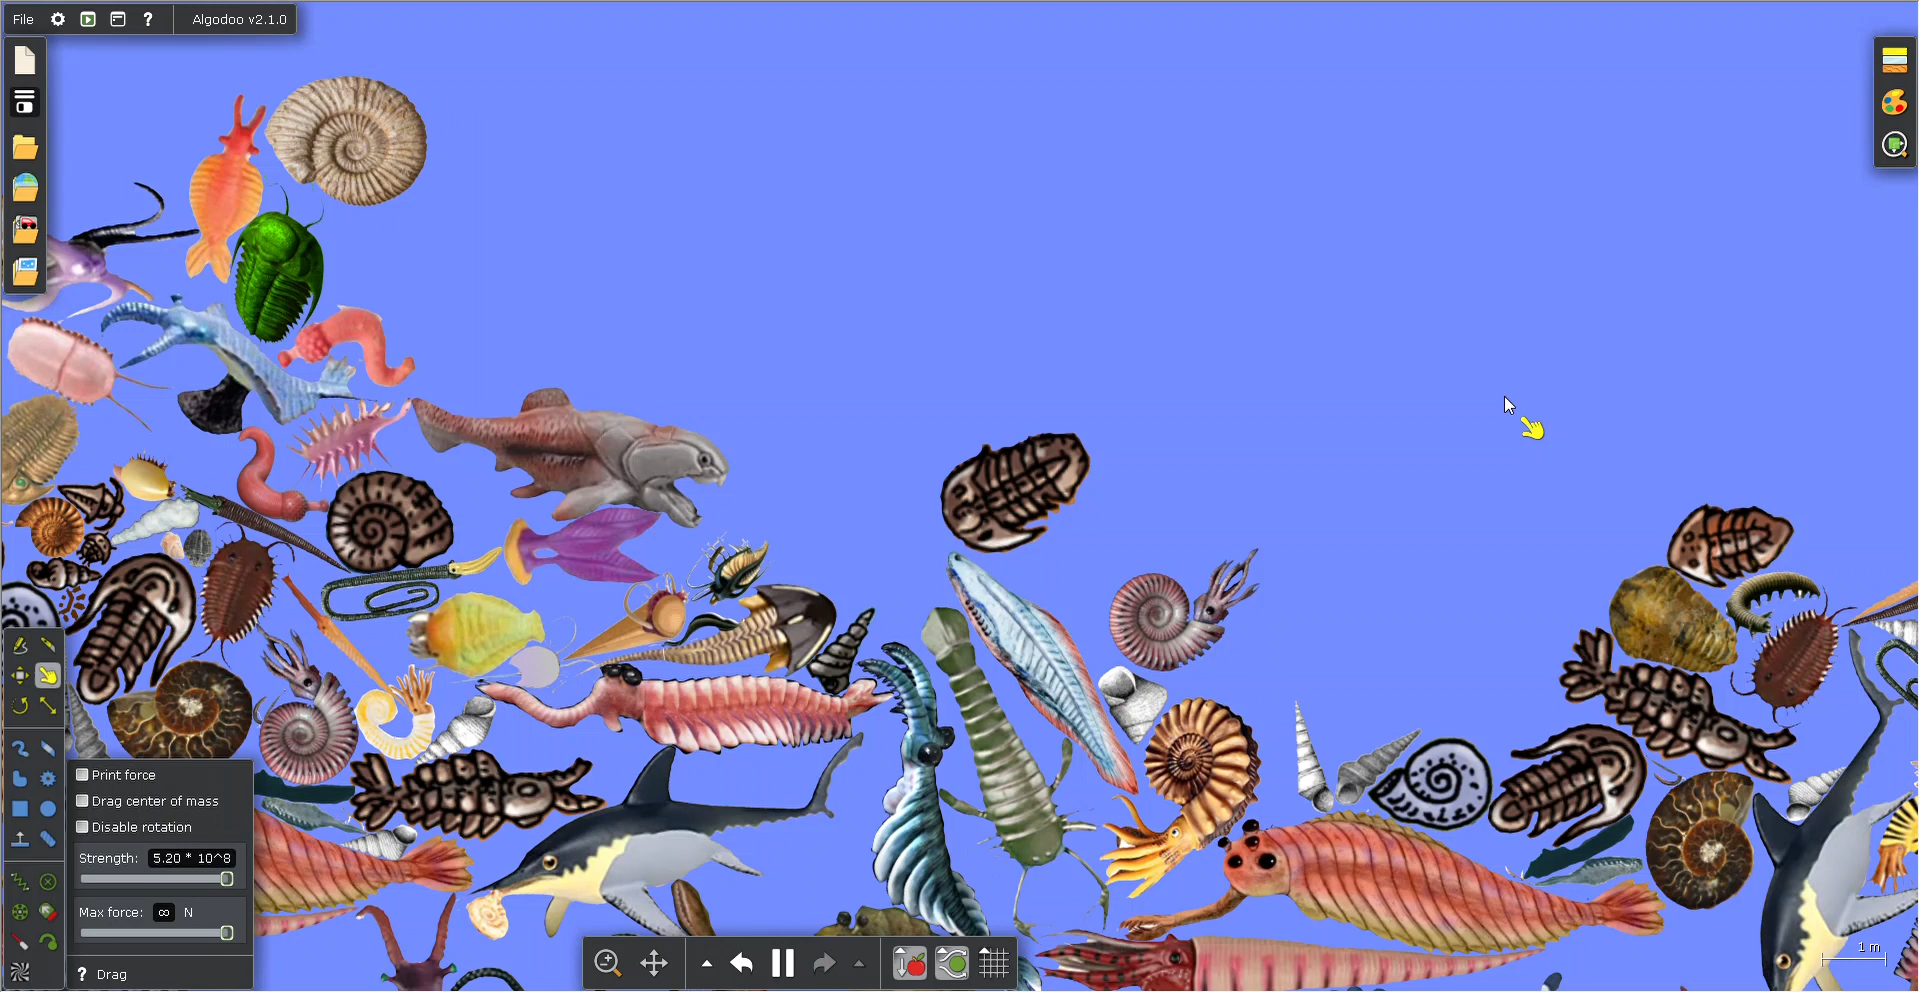 File
?
Algodoo v2.1.0
Print force
Drag center of mass
Disable rotation
Strength: 5.20 * 10^8
Max force: ∞ N
? Drag
1 m